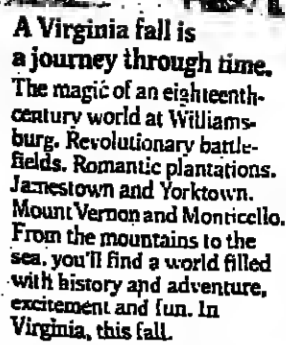 A Virginia fall is
a journey through time.
The magic of an eighteenth-
century world at Williams-
burg. Revolutionary battle-
fields. Romantic plantations.
Jamestown and Yorktown.
Mount Vernon and Monticello.
From the mountains to the
sea, you'll find a world filled
with history and adventure,
excitement and fun. In
Virginia, this fall.